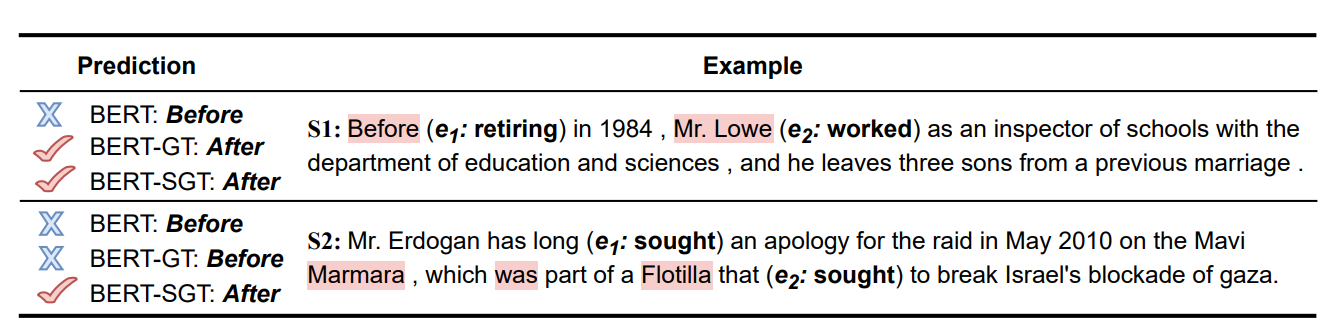 Prediction Example
BERT: Before
BERT-GT: After
BERT-SGT: After
S1: Before (e1: retiring) in 1984 , Mr. Lowe (e2: worked) as an inspector of schools with the
department of education and sciences , and he leaves three sons from a previous marriage .
BERT: Before
BERT-GT: Before
BERT-SGT: After
S2: Mr. Erdogan has long (e1: sought) an apology for the raid in May 2010 on the Mavi
Marmara , which was part of a Flotilla that (e2: sought) to break Israel's blockade of gaza.